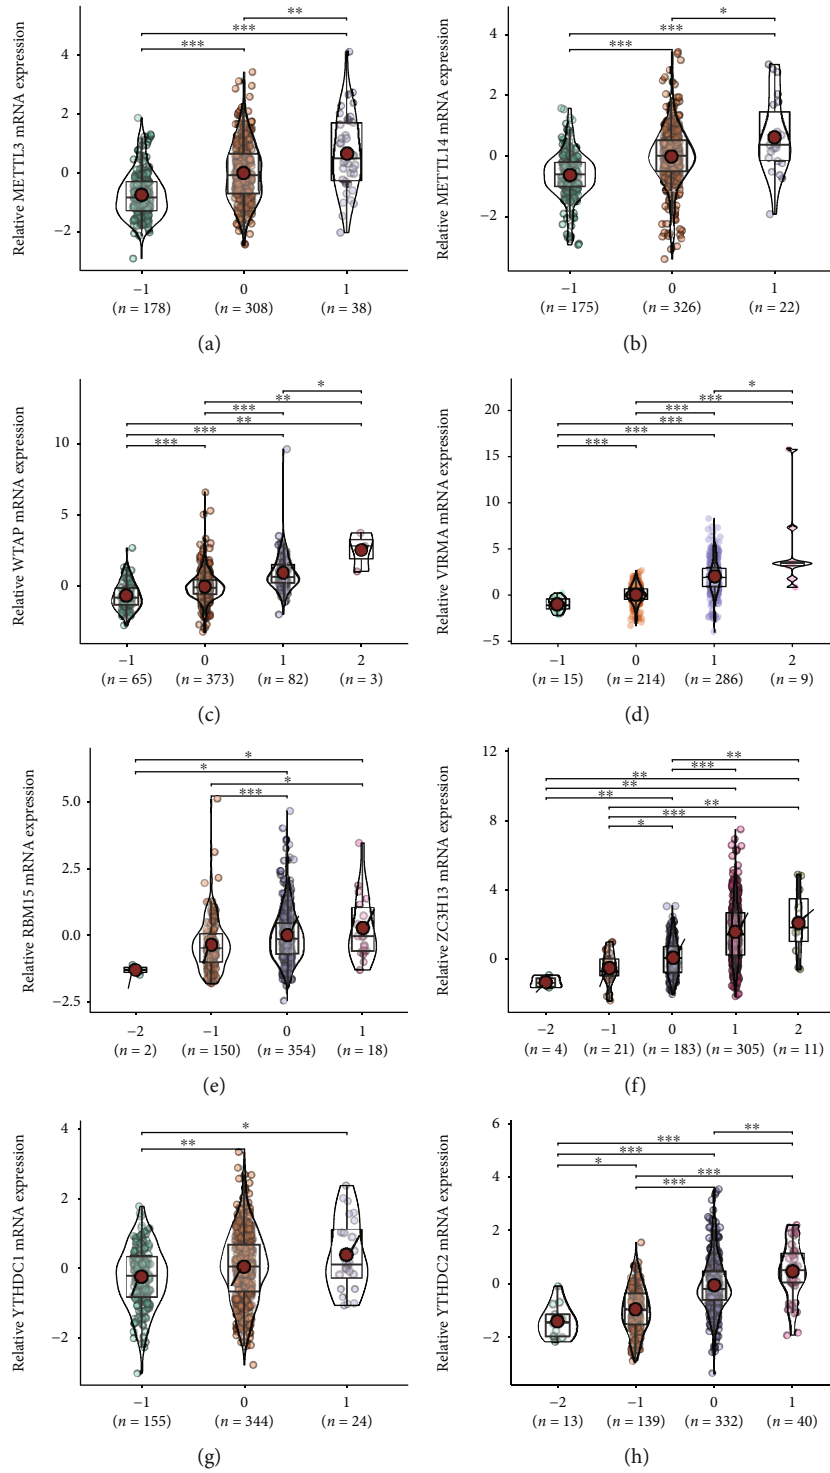 Relative METTL3 mRNA expression
**
***
***
4
2
0
−2
−1 0 1
(n = 178) (n = 308) (n = 38)
(a)
Relative METTL14 mRNA expression
*
***
***
4
2
0
−2
−1 0 1
(n = 175) (n = 326) (n = 22)
(b)
Relative WTAP mRNA expression
*
**
***
**
***
***
10
5
0
−1 0 1 2
(n = 65) (n = 373) (n = 82) (n = 3)
(c)
Relative VIRMA mRNA expression
*
***
***
***
***
***
20
15
10
5
0
−5
−1 0 1 2
(n = 15) (n = 214) (n = 286) (n = 9)
(d)
Relative RBM15 mRNA expression
*
*
*
***
5.0
2.5
0.0
−2.5
−2 −1 0 1
(n = 2) (n = 150) (n = 354) (n = 18)
(e)
Relative ZC3H13 mRNA expression
**
***
**
**
**
**
***
*
12
8
4
0
−2 −1 0 1 2
(n = 4) (n = 21) (n = 183) (n = 305) (n = 11)
(f)
Relative YTHDC1 mRNA expression
*
**
4
2
0
−2
−1 0 1
(n = 155) (n = 344) (n = 24)
(g)
Relative YTHDC2 mRNA expression
**
***
***
*
***
***
6
4
2
0
−2
−2 −1 0 1
(n = 13) (n = 139) (n = 332) (n = 40)
(h)